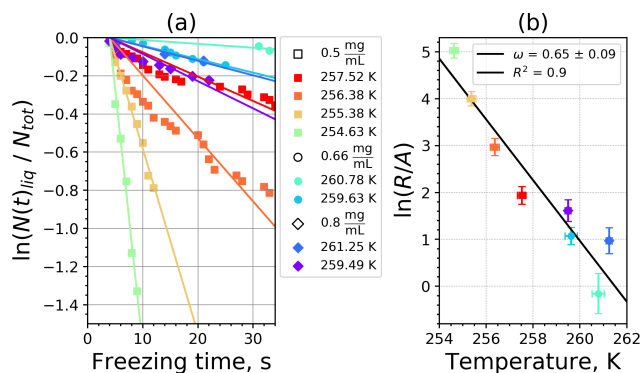 (a)
ln(N(t)liq / Ntot)
0.0
−0.2
−0.4
−0.6
−0.8
−1.0
−1.2
−1.4
0
10
20
30
Freezing time, s
0.5 mg/mL
257.52 K
256.38 K
255.38 K
254.63 K
0.66 mg/mL
260.78 K
259.63 K
0.8 mg/mL
261.25 K
259.49 K
(b)
ln(R/A)
5
4
3
2
1
0
ω = 0.65 ± 0.09
R² = 0.9
254
256
258
260
262
Temperature, K